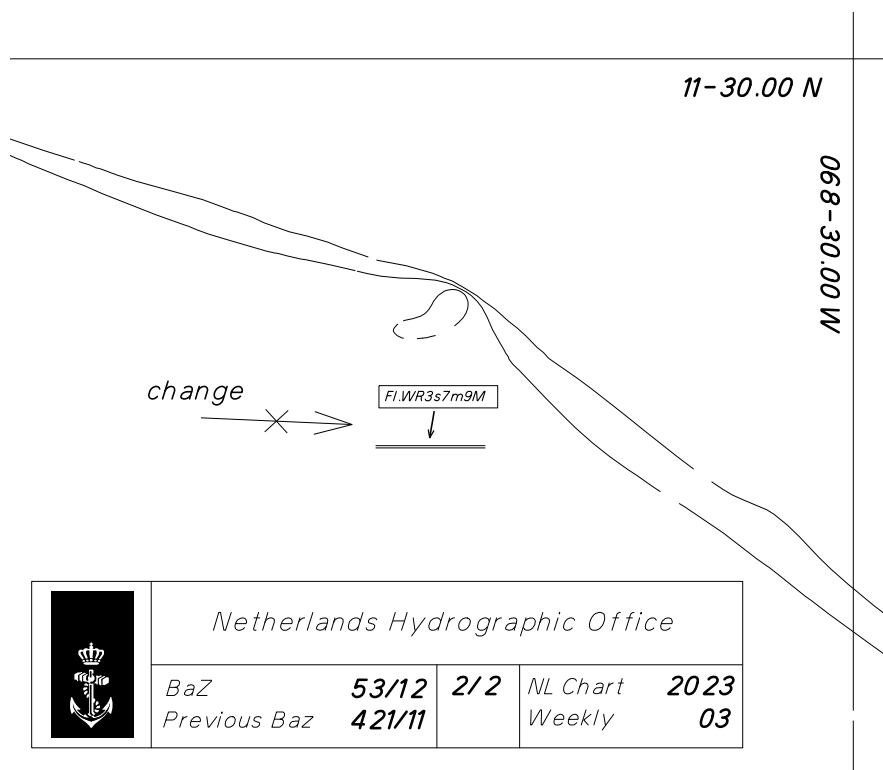 11-30.00 N
068-30.00 W
change
Fl.WR3s7m9M
Netherlands Hydrographic Office
BaZ 53/12 2/2 NL Chart 2023
Previous Baz 421/11 Weekly 03